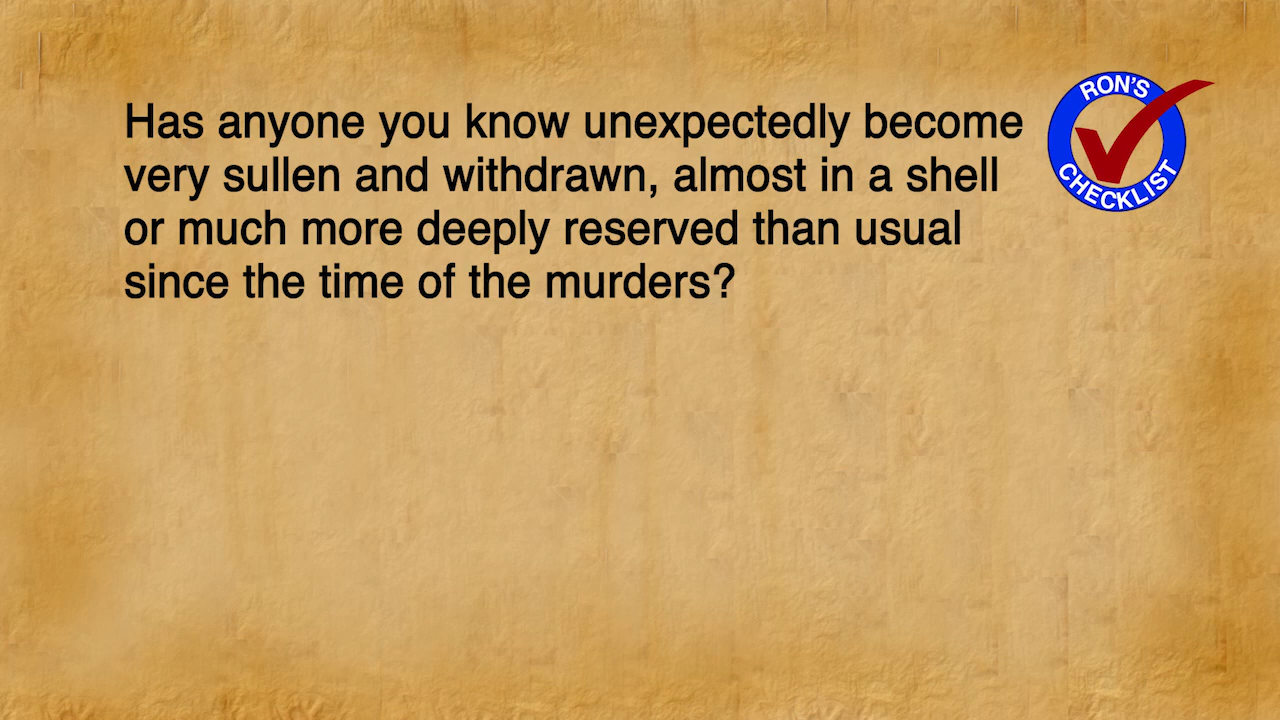 Has anyone you know unexpectedly become
very sullen and withdrawn, almost in a shell
or much more deeply reserved than usual
since the time of the murders?
RON'S
CHECKLIST